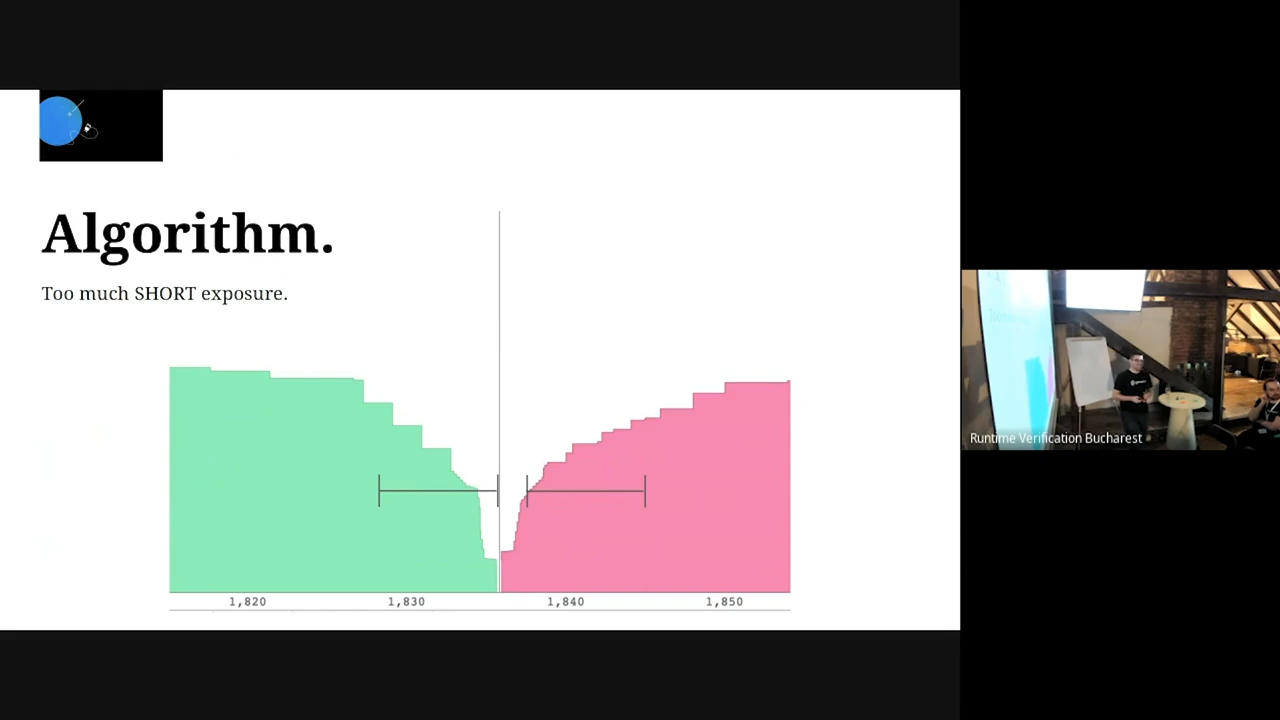 Algorithm.
Too much SHORT exposure.
1,820 1,830 1,840 1,850
Runtime Verification Bucharest